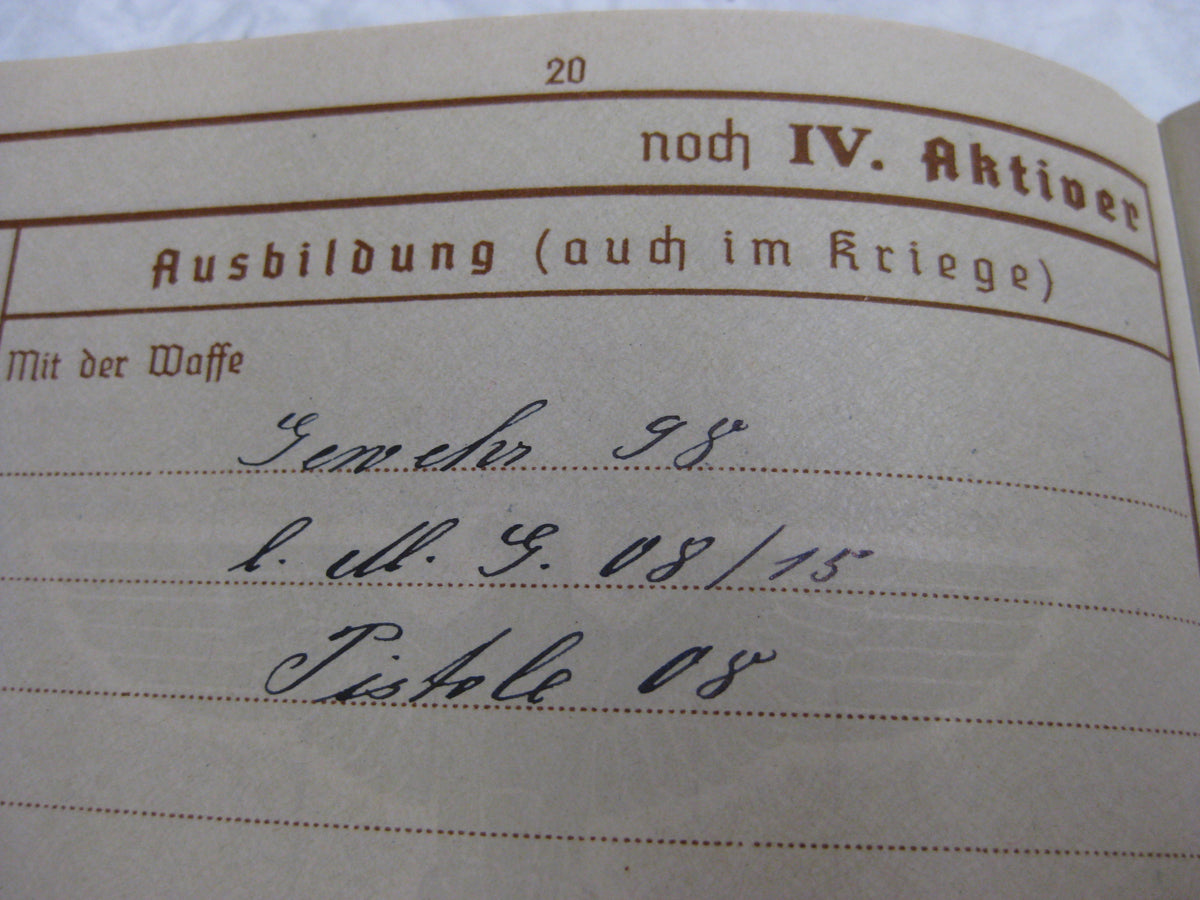 20
noch IV. Aktiver
Ausbildung (auch im Kriege)
Mit der Waffe
Gewehr 98
l. M. G. 08/15
Pistole 08